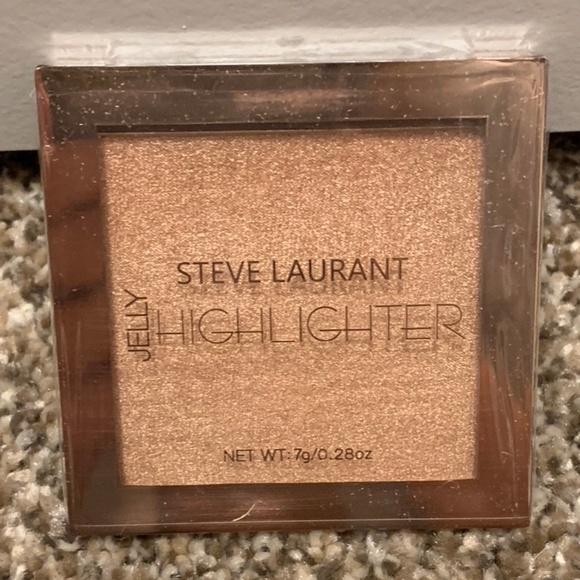 STEVE LAURANT
JELLY HIGHLIGHTER
NET WT: 7g/0.28oz